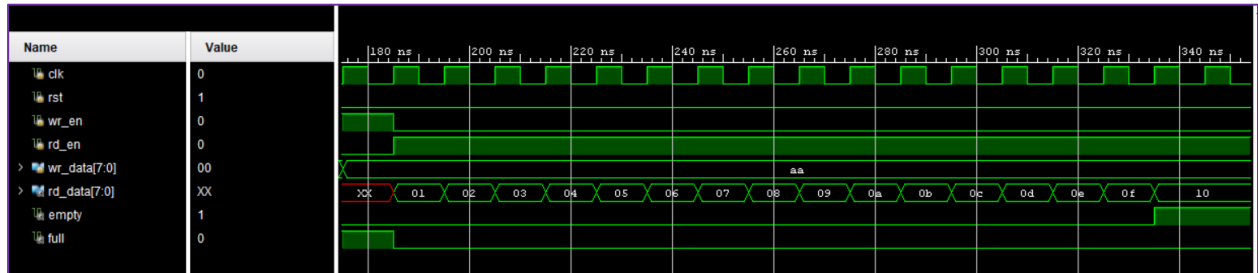 Name Value
180 ns 200 ns 220 ns 240 ns 260 ns 280 ns 300 ns 320 ns 340 ns
clk 0
rst 1
wr_en 0
rd_en 0
> wr_data[7:0] 00 aa
> rd_data[7:0] XX XX 01 02 03 04 05 06 07 08 09 0a 0b 0c 0d 0e 0f 10
empty 1
full 0